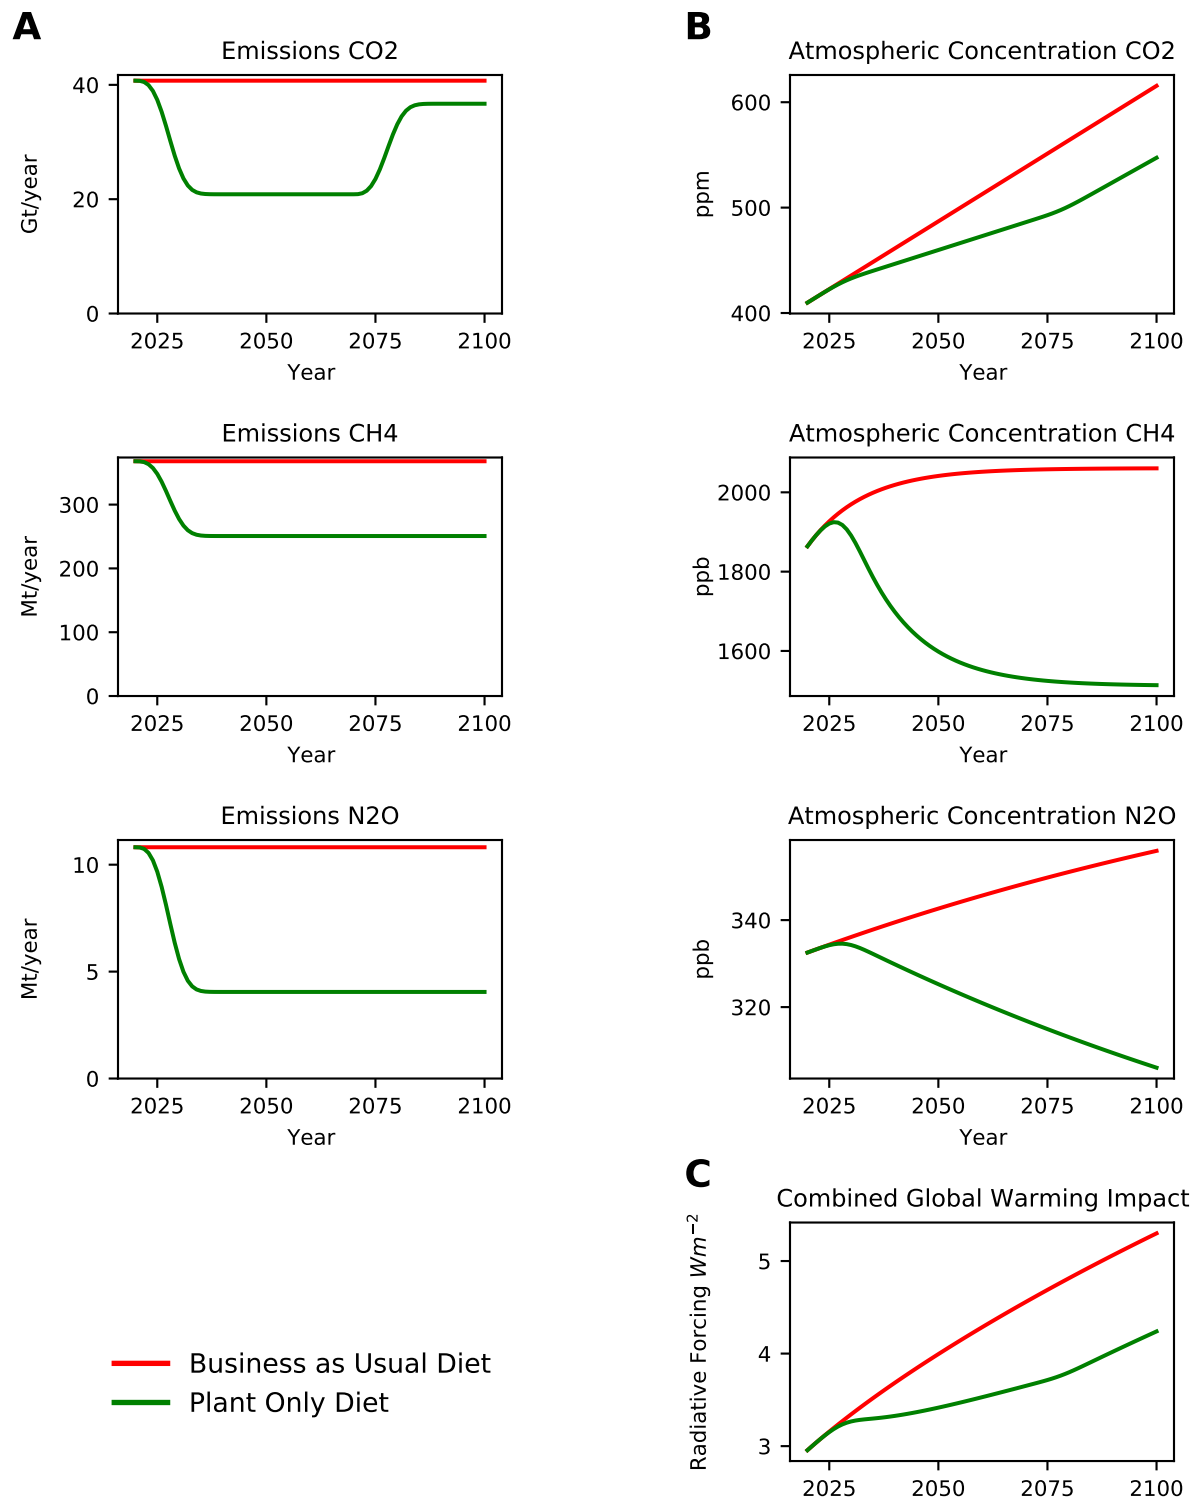 A
Emissions CO2
40
20
0
Gt/year
2025 2050 2075 2100
Year
Emissions CH4
300
200
100
0
Mt/year
2025 2050 2075 2100
Year
Emissions N2O
10
5
0
Mt/year
2025 2050 2075 2100
Year
Business as Usual Diet
Plant Only Diet
B
Atmospheric Concentration CO2
600
500
400
ppm
2025 2050 2075 2100
Year
Atmospheric Concentration CH4
2000
1800
1600
ppb
2025 2050 2075 2100
Year
Atmospheric Concentration N2O
340
320
ppb
2025 2050 2075 2100
Year
C
Combined Global Warming Impact
5
4
3
Radiative Forcing Wm⁻²
2025 2050 2075 2100